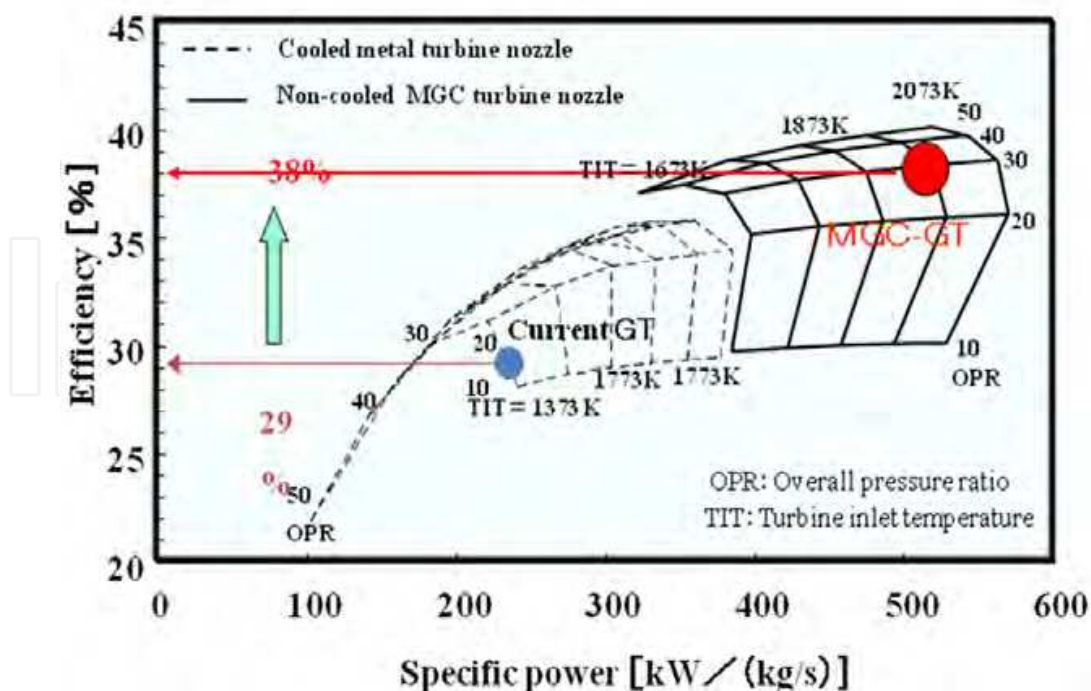 45
40
35
30
25
20
Efficiency [%]
Cooled metal turbine nozzle
Non-cooled MGC turbine nozzle
2073K
1873K
50
40
30
20
TIT = 1673K
38%
MGC-GT
30
Current GT
20
10
10
OPR
1773K 1773K
TIT = 1373K
40
29
%
50
OPR
OPR: Overall pressure ratio
TIT: Turbine inlet temperature
0 100 200 300 400 500 600
Specific power [kW／(kg/s)]